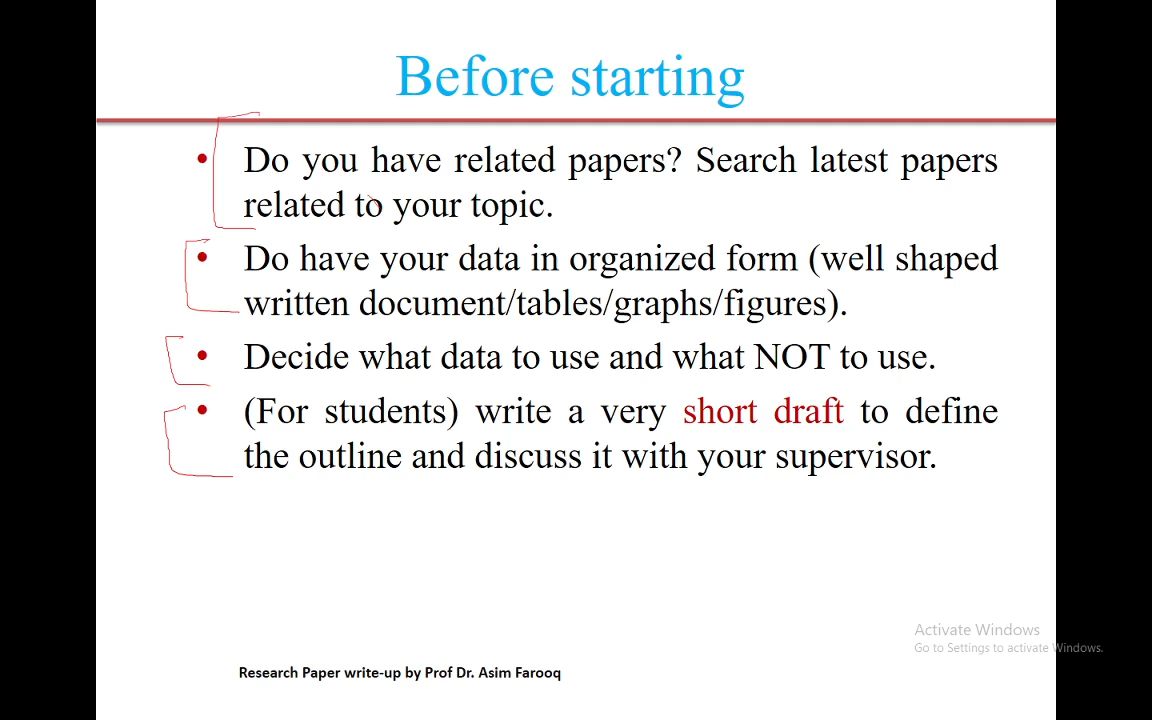 Before starting
• Do you have related papers? Search latest papers
related to your topic.
• Do have your data in organized form (well shaped
written document/tables/graphs/figures).
• Decide what data to use and what NOT to use.
• (For students) write a very short draft to define
the outline and discuss it with your supervisor.
Activate Windows
Go to Settings to activate Windows.
Research Paper write-up by Prof Dr. Asim Farooq